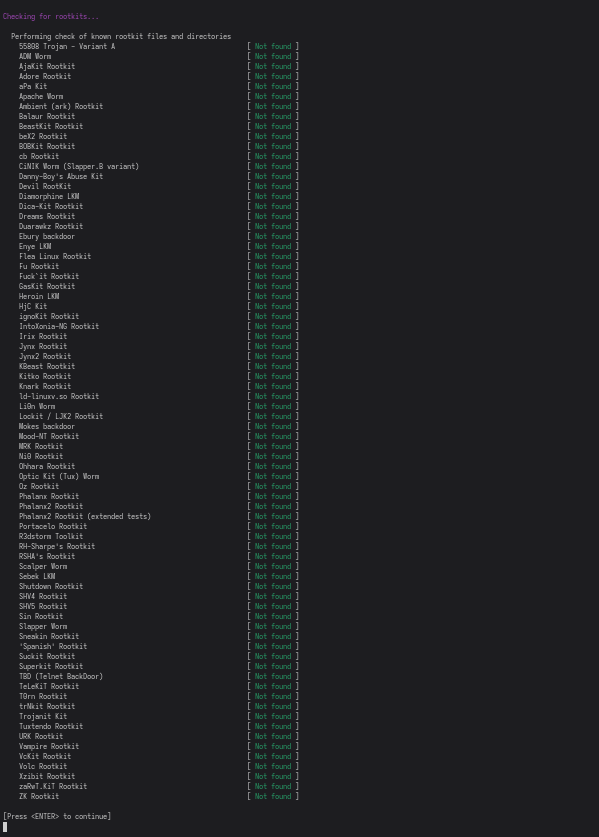 Checking for rootkits...
Performing check of known rootkit files and directories
55808 Trojan - Variant A [ Not found ]
ADM Worm [ Not found ]
AjaKit Rootkit [ Not found ]
Adore Rootkit [ Not found ]
aPa Kit [ Not found ]
Apache Worm [ Not found ]
Ambient (ark) Rootkit [ Not found ]
Balaur Rootkit [ Not found ]
BeastKit Rootkit [ Not found ]
beX2 Rootkit [ Not found ]
BOBKit Rootkit [ Not found ]
cb Rootkit [ Not found ]
CiNIK Worm (Slapper.B variant) [ Not found ]
Danny-Boy's Abuse Kit [ Not found ]
Devil RootKit [ Not found ]
Diamorphine LKM [ Not found ]
Dica-Kit Rootkit [ Not found ]
Dreams Rootkit [ Not found ]
Duarawkz Rootkit [ Not found ]
Ebury backdoor [ Not found ]
Enye LKM [ Not found ]
Flea Linux Rootkit [ Not found ]
Fu Rootkit [ Not found ]
Fuck`it Rootkit [ Not found ]
GasKit Rootkit [ Not found ]
Heroin LKM [ Not found ]
HjC Kit [ Not found ]
ignoKit Rootkit [ Not found ]
IntoXonia-NG Rootkit [ Not found ]
Irix Rootkit [ Not found ]
Jynx Rootkit [ Not found ]
Jynx2 Rootkit [ Not found ]
KBeast Rootkit [ Not found ]
Kitko Rootkit [ Not found ]
Knark Rootkit [ Not found ]
ld-linuxv.so Rootkit [ Not found ]
Li0n Worm [ Not found ]
Lockit / LJK2 Rootkit [ Not found ]
Mokes backdoor [ Not found ]
Mood-NT Rootkit [ Not found ]
MRK Rootkit [ Not found ]
Ni0 Rootkit [ Not found ]
Ohhara Rootkit [ Not found ]
Optic Kit (Tux) Worm [ Not found ]
Oz Rootkit [ Not found ]
Phalanx Rootkit [ Not found ]
Phalanx2 Rootkit [ Not found ]
Phalanx2 Rootkit (extended tests) [ Not found ]
Portacelo Rootkit [ Not found ]
R3dstorm Toolkit [ Not found ]
RH-Sharpe's Rootkit [ Not found ]
RSHA's Rootkit [ Not found ]
Scalper Worm [ Not found ]
Sebek LKM [ Not found ]
Shutdown Rootkit [ Not found ]
SHV4 Rootkit [ Not found ]
SHV5 Rootkit [ Not found ]
Sin Rootkit [ Not found ]
Slapper Worm [ Not found ]
Sneakin Rootkit [ Not found ]
'Spanish' Rootkit [ Not found ]
Suckit Rootkit [ Not found ]
Superkit Rootkit [ Not found ]
TBD (Telnet BackDoor) [ Not found ]
TeLeKiT Rootkit [ Not found ]
T0rn Rootkit [ Not found ]
trNkit Rootkit [ Not found ]
Trojanit Kit [ Not found ]
Tuxtendo Rootkit [ Not found ]
URK Rootkit [ Not found ]
Vampire Rootkit [ Not found ]
VcKit Rootkit [ Not found ]
Volc Rootkit [ Not found ]
Xzibit Rootkit [ Not found ]
zaRwT.KiT Rootkit [ Not found ]
ZK Rootkit [ Not found ]
[Press <ENTER> to continue]